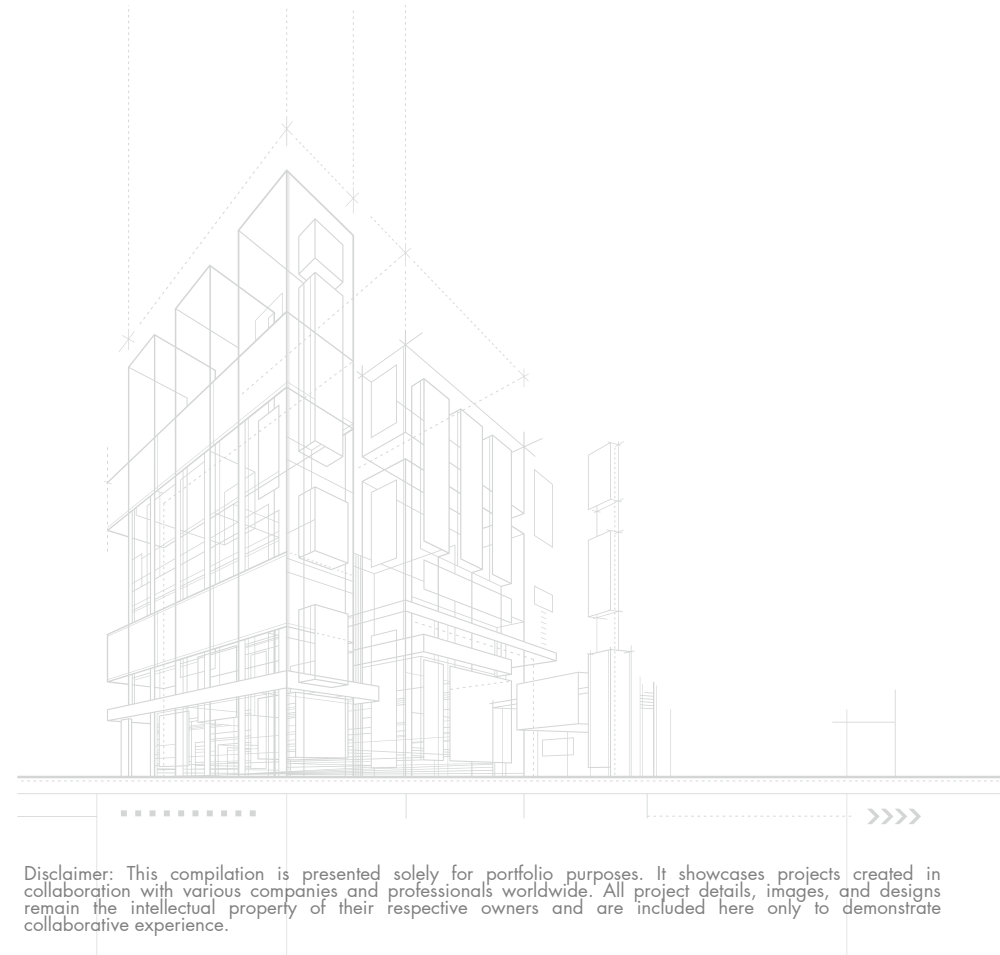 Disclaimer: This compilation is presented solely for portfolio purposes. It showcases projects created in
collaboration with various companies and professionals worldwide. All project details, images, and designs
remain the intellectual property of their respective owners and are included here only to demonstrate
collaborative experience.